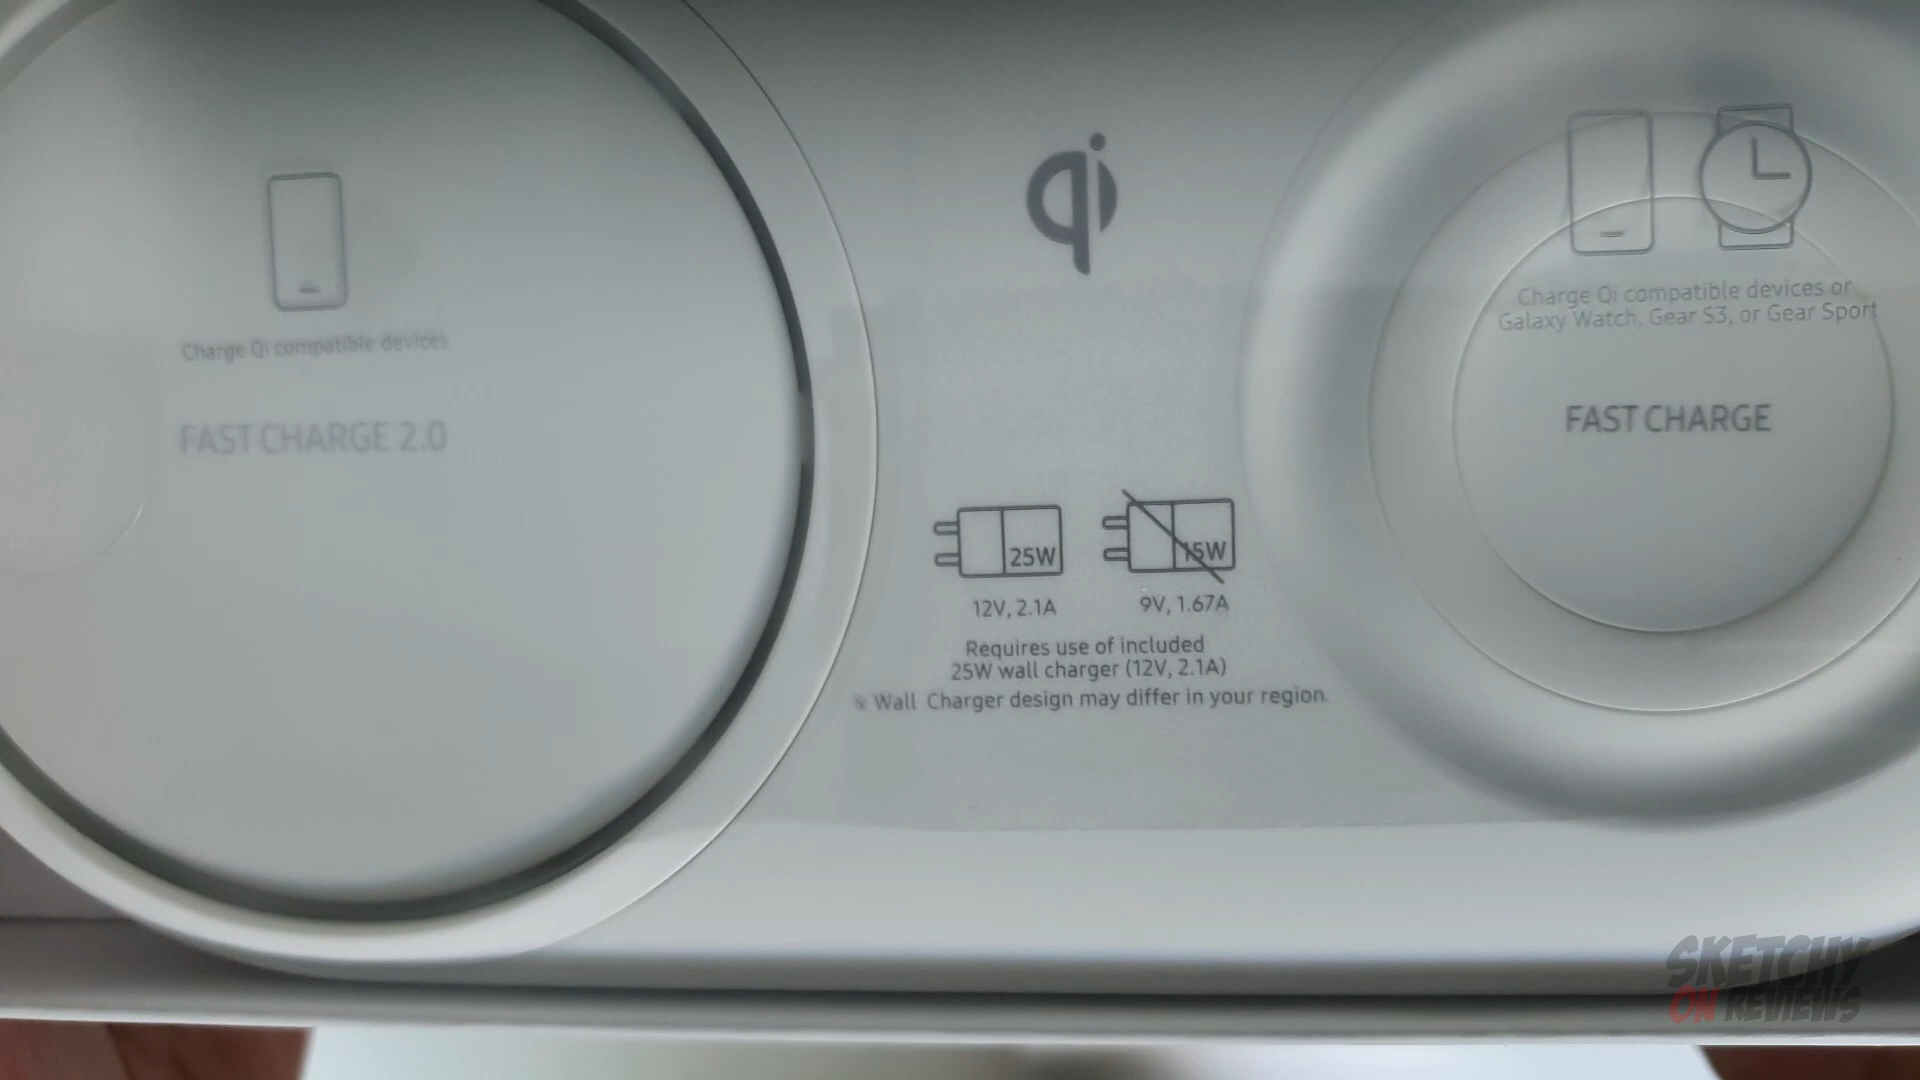 Charge Qi compatible devices
FAST CHARGE 2.0
qi
25W
12V, 2.1A
15W
9V, 1.67A
Requires use of included
25W wall charger (12V, 2.1A)
※ Wall Charger design may differ in your region.
Charge Qi compatible devices or
Galaxy Watch, Gear S3, or Gear Sport
FAST CHARGE
SKETCHY
ON REVIEWS